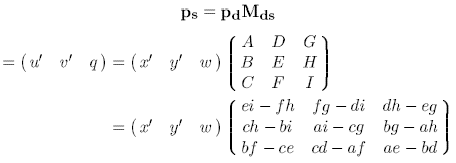 p_s = p_d M_ds
A D G
= ( u′ v′ q ) = ( x′ y′ w ) ( B E H )
C F I
ei − fh fg − di dh − eg
= ( x′ y′ w ) ( ch − bi ai − cg bg − ah )
bf − ce cd − af ae − bd